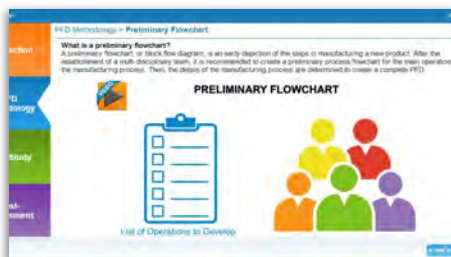 PFD Methodology > Preliminary Flowchart
What is a preliminary flowchart?
A preliminary flowchart, or block flow diagram, is an early depiction of the steps in manufacturing a new product. After the
establishment of a multi-disciplinary team, it is recommended to create a preliminary process flowchart for the main operations
the manufacturing process. Then, the details of the manufacturing process are determined to create a complete PFD.
VIDEO
PRELIMINARY FLOWCHART
List of Operations to Develop